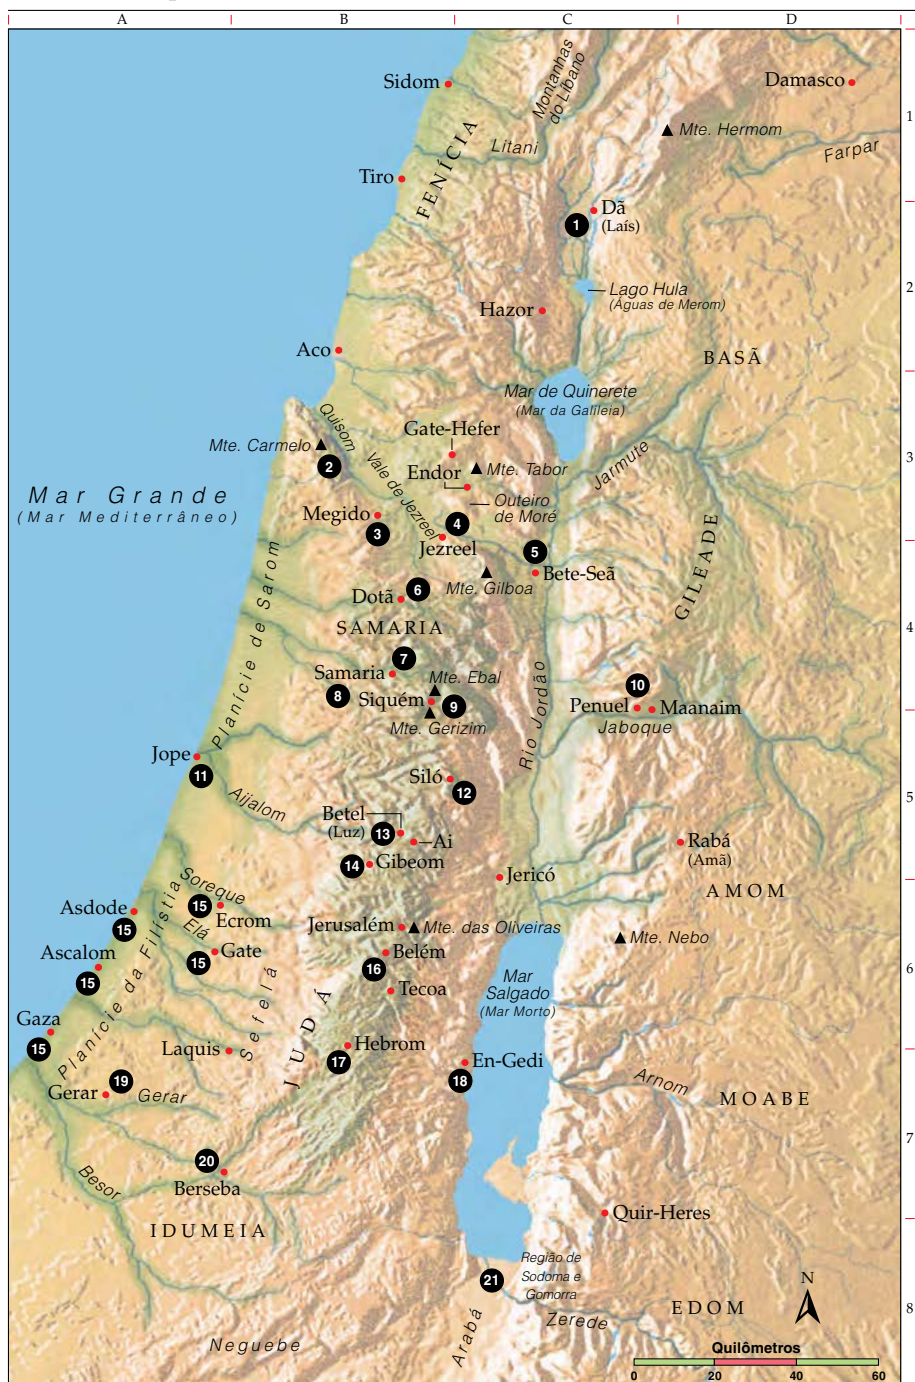 A B C D
Sidom
Montanhas
do Líbano
Damasco
1
Mte. Hermom
Litani
Farpar
FENÍCIA
Tiro
Dã
(Laís)
1
2
Lago Hula
(Águas de Merom)
Hazor
Aco
BASÃ
Mar de Quinerete
(Mar da Galileia)
Quisom
Gate-Hefer
Mte. Carmelo
2
3
Vale de Jezreel
Endor
Mte. Tabor
Jarmute
Mar Grande
(Mar Mediterrâneo)
Outeiro
de Moré
Megido
3
4
Jezreel
5
Bete-Seã
GILEADE
Mte. Gilboa
Planície de Sarom
Dotã
6
SAMARIA
4
7
Samaria
Mte. Ebal
8
Siquém
9
Mte. Gerizim
10
Penuel
Maanaim
Jaboque
Rio Jordão
Jope
11
Siló
12
Aijalom
5
Betel
(Luz)
13
Ai
14
Gibeom
Rabá
(Amã)
Jericó
AMOM
Soreque
15
Ecrom
Asdode
15
Elá
Jerusalém
Mte. das Oliveiras
Mte. Nebo
15
Gate
Belém
16
6
Ascalom
15
Planície da Filístia
Sefelá
Tecoa
Mar
Salgado
(Mar Morto)
JUDÁ
Gaza
15
Laquis
Hebrom
17
En-Gedi
18
19
Gerar
Gerar
Arnom
MOABE
7
20
Berseba
Besor
IDUMEIA
Quir-Heres
21
Região de
Sodoma e
Gomorra
N
8
EDOM
Zerede
Arabá
Neguebe
Quilômetros
0 20 40 60